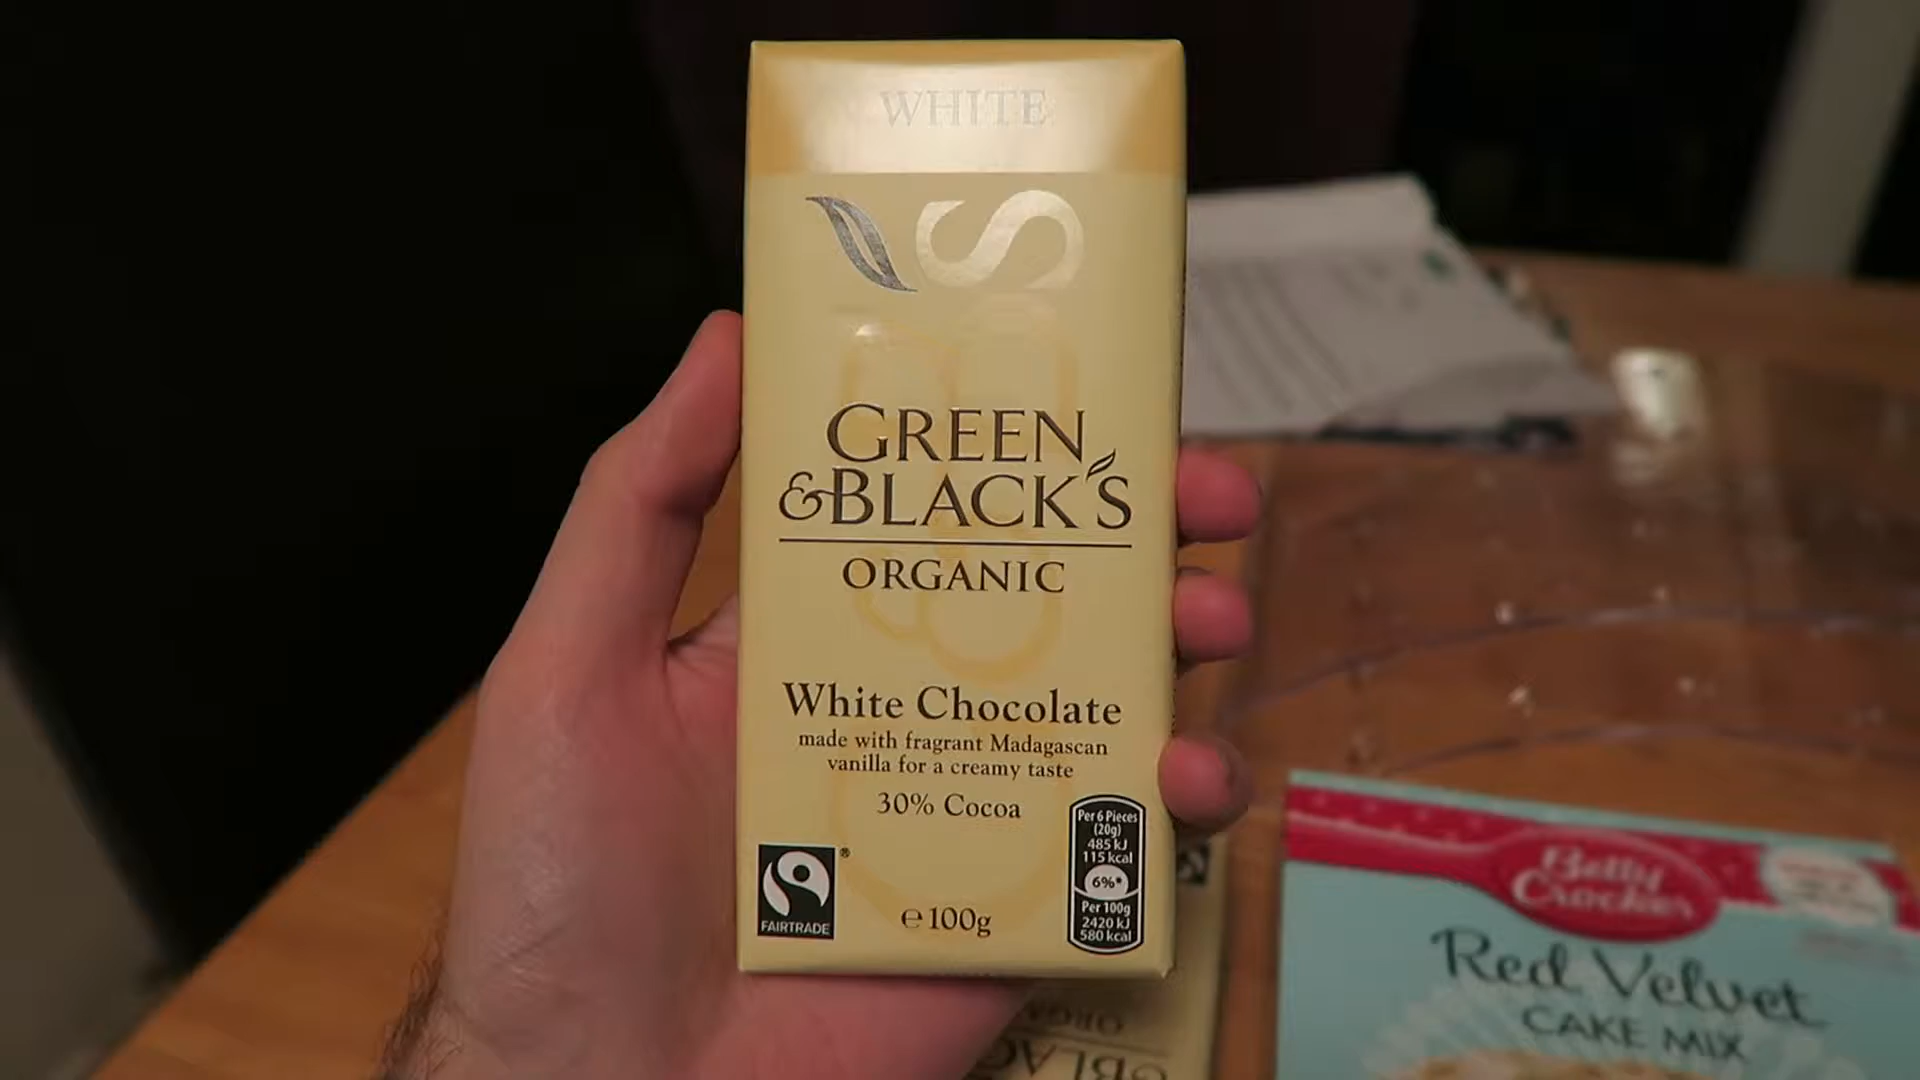 WHITE
GREEN
&BLACK'S
ORGANIC
White Chocolate
made with fragrant Madagascan
vanilla for a creamy taste
30% Cocoa
Per 6 Pieces
(20g)
485 kJ
115 kcal
6%*
Per 100g
2420 kJ
580 kcal
FAIRTRADE
®
℮100g
Betty
Crocker
Red Velvet
CAKE MIX
ORGANIC
&BLACK'S